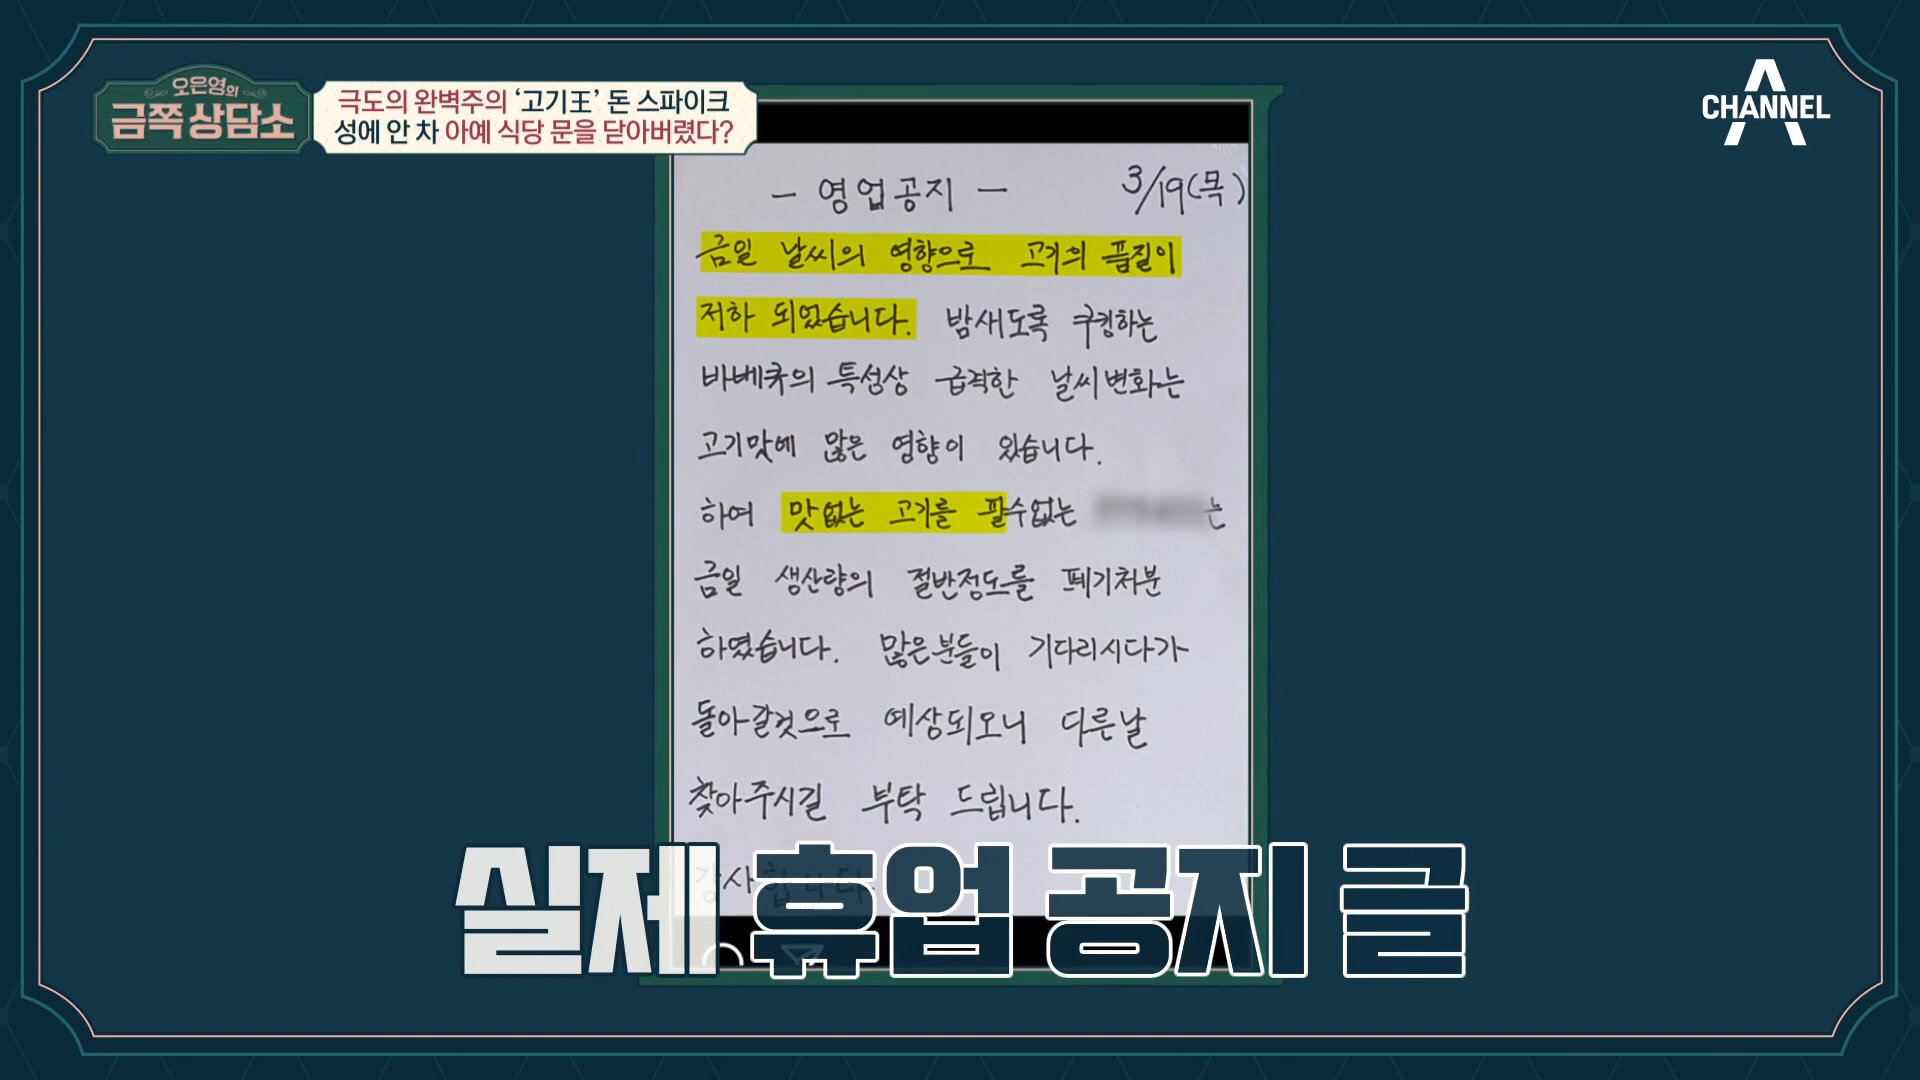 오은영의
금쪽 상담소
극도의 완벽주의 ‘고기王’ 돈 스파이크
성에 안 차 아예 식당 문을 닫아버렸다?
CHANNEL A
- 영업공지 -
3/19(목)
금일 날씨의 영향으로 고기의 품질이
저하 되었습니다. 밤새도록 쿠킹하는
바베큐의 특성상 급격한 날씨변화는
고기맛에 많은 영향이 있습니다.
하여 맛없는 고기를 팔수없는 는
금일 생산량의 절반정도를 폐기처분
하였습니다. 많은분들이 기다리시다가
돌아갈것으로 예상되오니 다른날
찾아주시길 부탁 드립니다.
감사합니다.
실제 휴업 공지 글